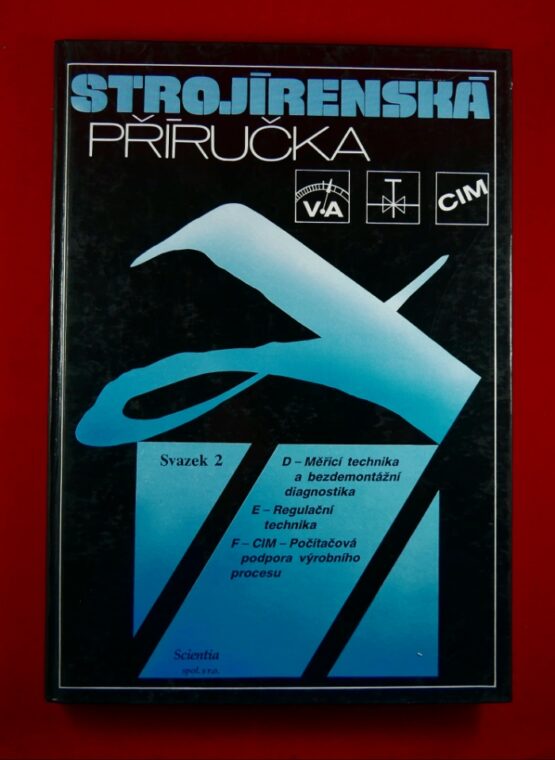 STROJÍRENSKÁ
PŘÍRUČKA
V•A
CIM
Svazek 2
D – Měřicí technika
a bezdemontážní
diagnostika
E – Regulační
technika
F – CIM – Počítačová
podpora výrobního
procesu
Scientia
spol. s r.o.